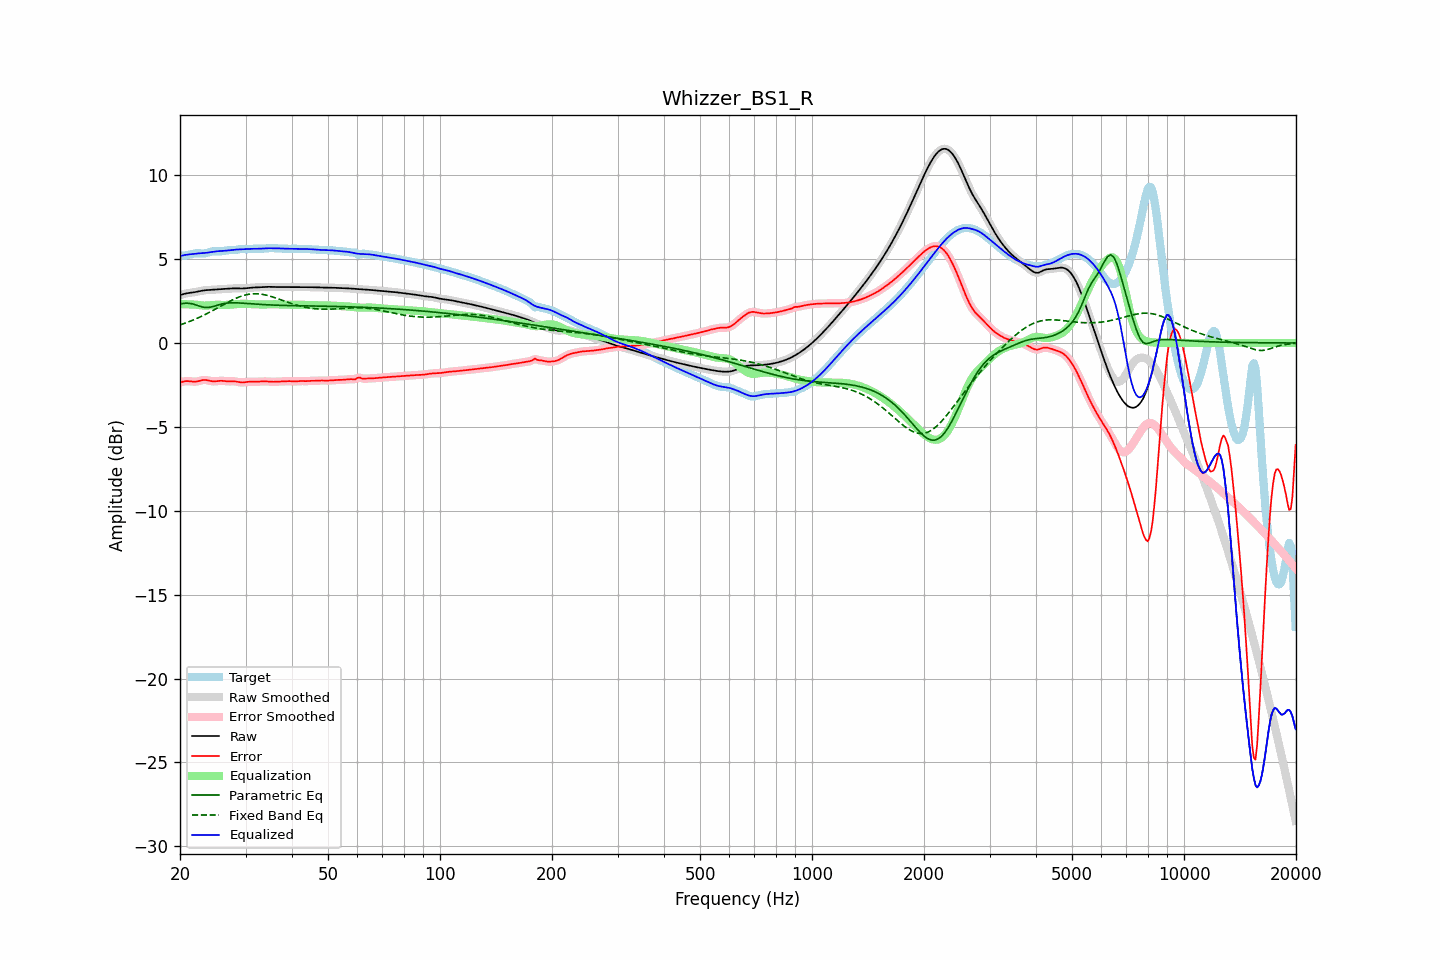 Whizzer_BS1_R
Amplitude (dBr)
10
5
0
−5
−10
−15
−20
−25
−30
Target
Raw Smoothed
Error Smoothed
Raw
Error
Equalization
Parametric Eq
Fixed Band Eq
Equalized
20 50 100 200 500 1000 2000 5000 10000 20000
Frequency (Hz)